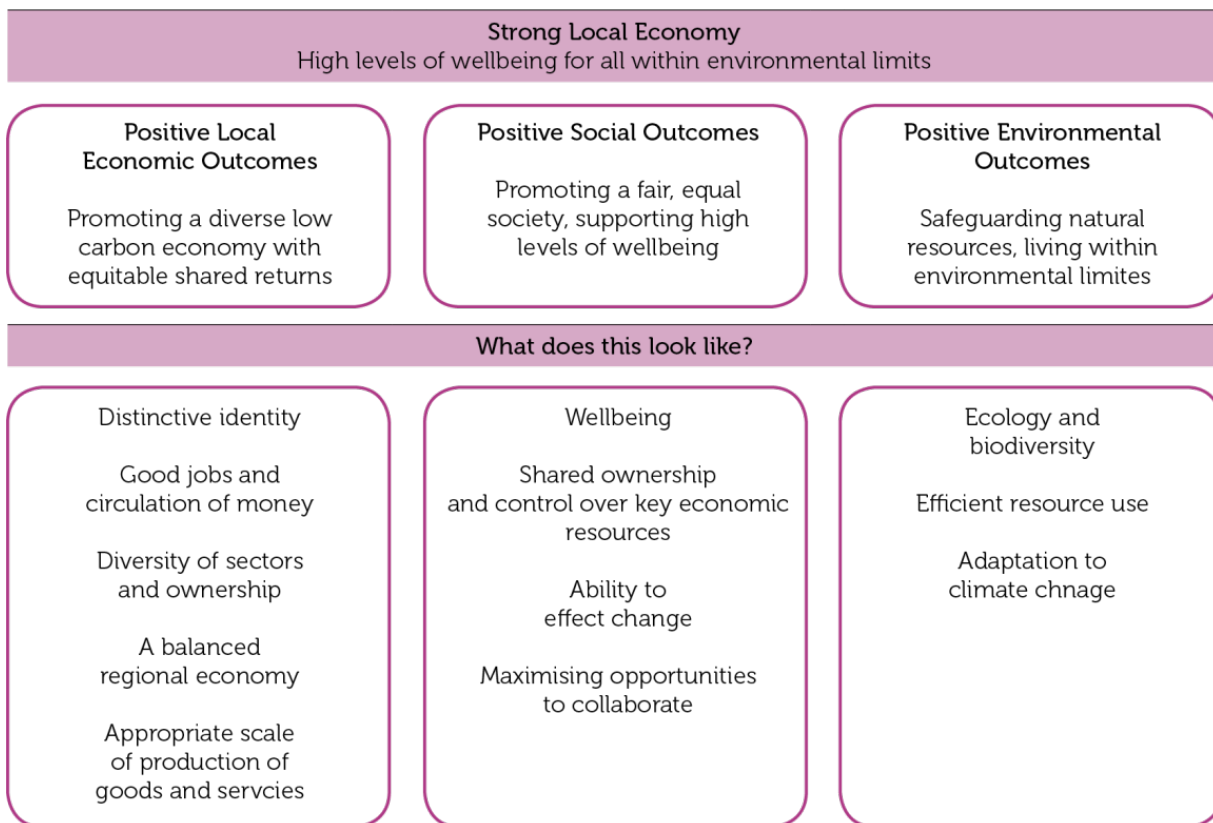 Strong Local Economy
High levels of wellbeing for all within environmental limits
Positive Local
Economic Outcomes
Promoting a diverse low
carbon economy with
equitable shared returns
Positive Social Outcomes
Promoting a fair, equal
society, supporting high
levels of wellbeing
Positive Environmental
Outcomes
Safeguarding natural
resources, living within
environmental limites
What does this look like?
Distinctive identity
Good jobs and
circulation of money
Diversity of sectors
and ownership
A balanced
regional economy
Appropriate scale
of production of
goods and servcies
Wellbeing
Shared ownership
and control over key economic
resources
Ability to
effect change
Maximising opportunities
to collaborate
Ecology and
biodiversity
Efficient resource use
Adaptation to
climate chnage